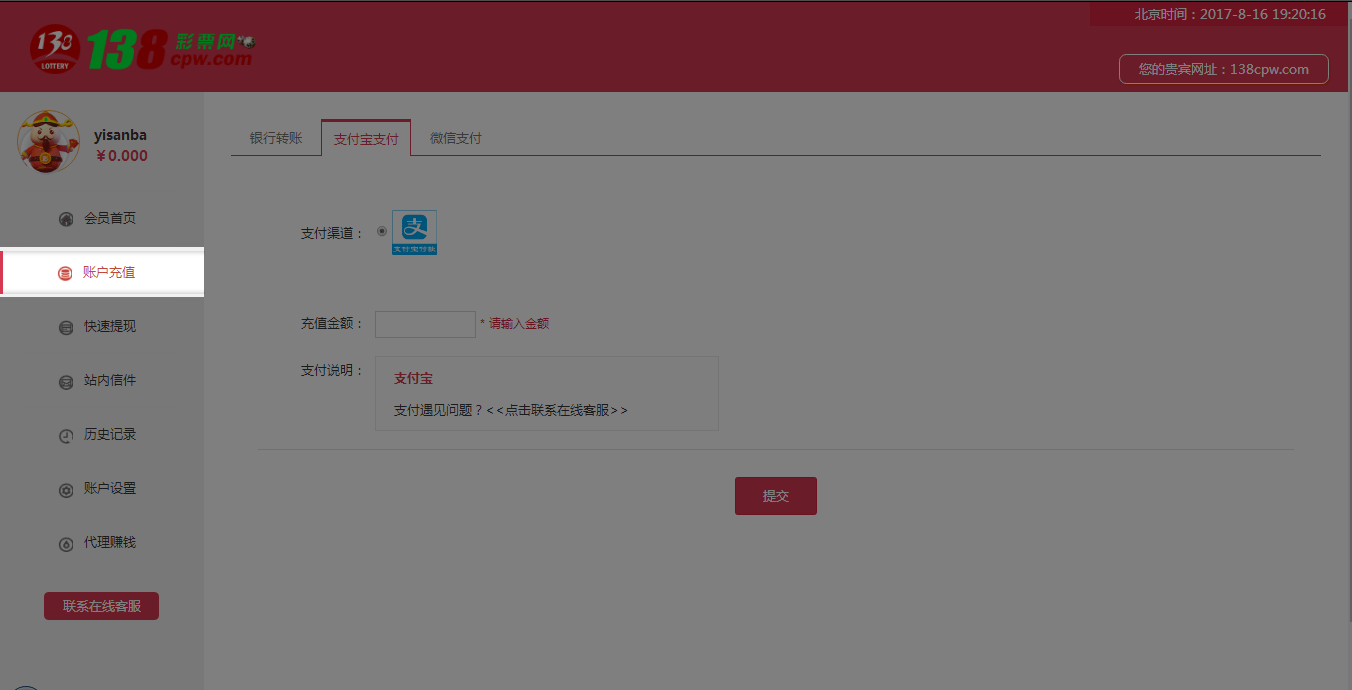 北京时间：2017-8-16 19:20:16
138
LOTTERY
138 彩票网
cpw.com
您的贵宾网址：138cpw.com
yisanba
￥0.000
会员首页
账户充值
快速提现
站内信件
历史记录
账户设置
代理赚钱
联系在线客服
银行转账 支付宝支付 微信支付
支付渠道：
支
支付宝付款
充值金额： * 请输入金额
支付说明：
支付宝
支付遇见问题？<<点击联系在线客服>>
提交